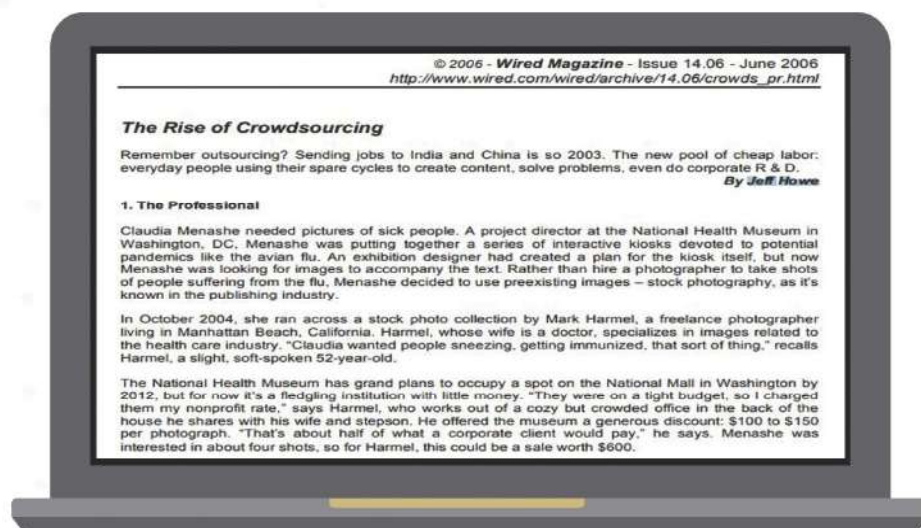 © 2006 - Wired Magazine - Issue 14.06 - June 2006
http://www.wired.com/wired/archive/14.06/crowds_pr.html
The Rise of Crowdsourcing
Remember outsourcing? Sending jobs to India and China is so 2003. The new pool of cheap labor:
everyday people using their spare cycles to create content, solve problems, even do corporate R & D.
By Jeff Howe
1. The Professional
Claudia Menashe needed pictures of sick people. A project director at the National Health Museum in
Washington, DC, Menashe was putting together a series of interactive kiosks devoted to potential
pandemics like the avian flu. An exhibition designer had created a plan for the kiosk itself, but now
Menashe was looking for images to accompany the text. Rather than hire a photographer to take shots
of people suffering from the flu, Menashe decided to use preexisting images – stock photography, as it's
known in the publishing industry.
In October 2004, she ran across a stock photo collection by Mark Harmel, a freelance photographer
living in Manhattan Beach, California. Harmel, whose wife is a doctor, specializes in images related to
the health care industry. "Claudia wanted people sneezing, getting immunized, that sort of thing," recalls
Harmel, a slight, soft-spoken 52-year-old.
The National Health Museum has grand plans to occupy a spot on the National Mall in Washington by
2012, but for now it's a fledgling institution with little money. "They were on a tight budget, so I charged
them my nonprofit rate," says Harmel, who works out of a cozy but crowded office in the back of the
house he shares with his wife and stepson. He offered the museum a generous discount: $100 to $150
per photograph. "That's about half of what a corporate client would pay," he says. Menashe was
interested in about four shots, so for Harmel, this could be a sale worth $600.